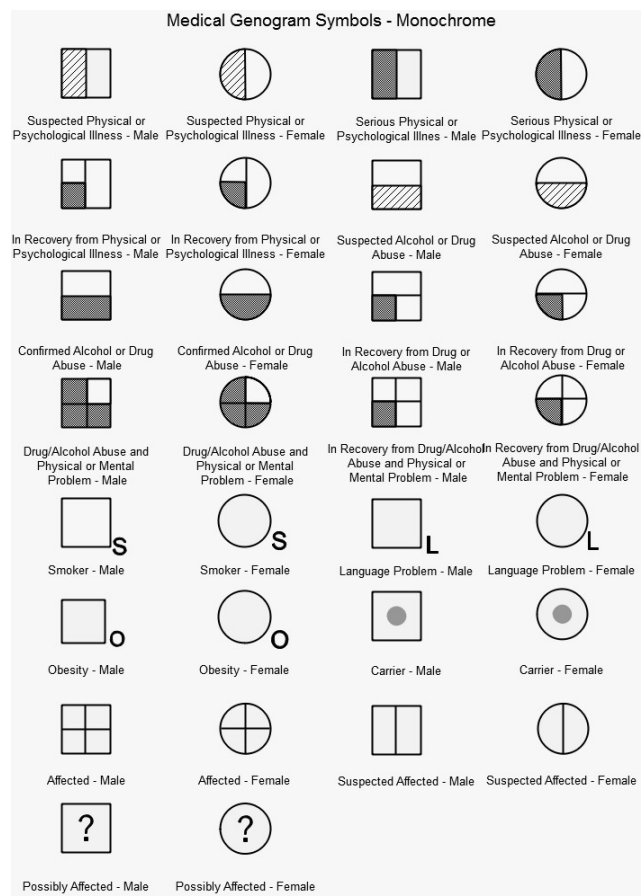 Medical Genogram Symbols - Monochrome
Suspected Physical or
Psychological Illness - Male
Suspected Physical or
Psychological Illness - Female
Serious Physical or
Psychological Illnes - Male
Serious Physical or
Psychological Illness - Female
In Recovery from Physical or
Psychological Illness - Male
In Recovery from Physical or
Psychological Illness - Female
Suspected Alcohol or Drug
Abuse - Male
Suspected Alcohol or Drug
Abuse - Female
Confirmed Alcohol or Drug
Abuse - Male
Confirmed Alcohol or Drug
Abuse - Female
In Recovery from Drug or
Alcohol Abuse - Male
In Recovery from Drug or
Alcohol Abuse - Female
Drug/Alcohol Abuse and
Physical or Mental
Problem - Male
Drug/Alcohol Abuse and
Physical or Mental
Problem - Female
In Recovery from Drug/Alcohol
Abuse and Physical or
Mental Problem - Male
In Recovery from Drug/Alcohol
Abuse and Physical or
Mental Problem - Female
S
Smoker - Male
S
Smoker - Female
L
Language Problem - Male
L
Language Problem - Female
O
Obesity - Male
O
Obesity - Female
Carrier - Male
Carrier - Female
Affected - Male
Affected - Female
Suspected Affected - Male
Suspected Affected - Female
?
Possibly Affected - Male
?
Possibly Affected - Female